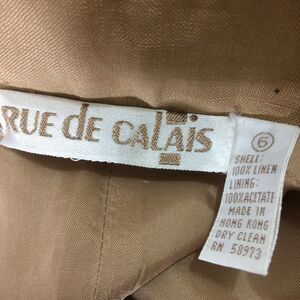 RUE de CALAIS
6
SHELL:
100% LINEN
LINING:
100% ACETATE
MADE IN
HONG KONG
DRY CLEAN
RN 58973